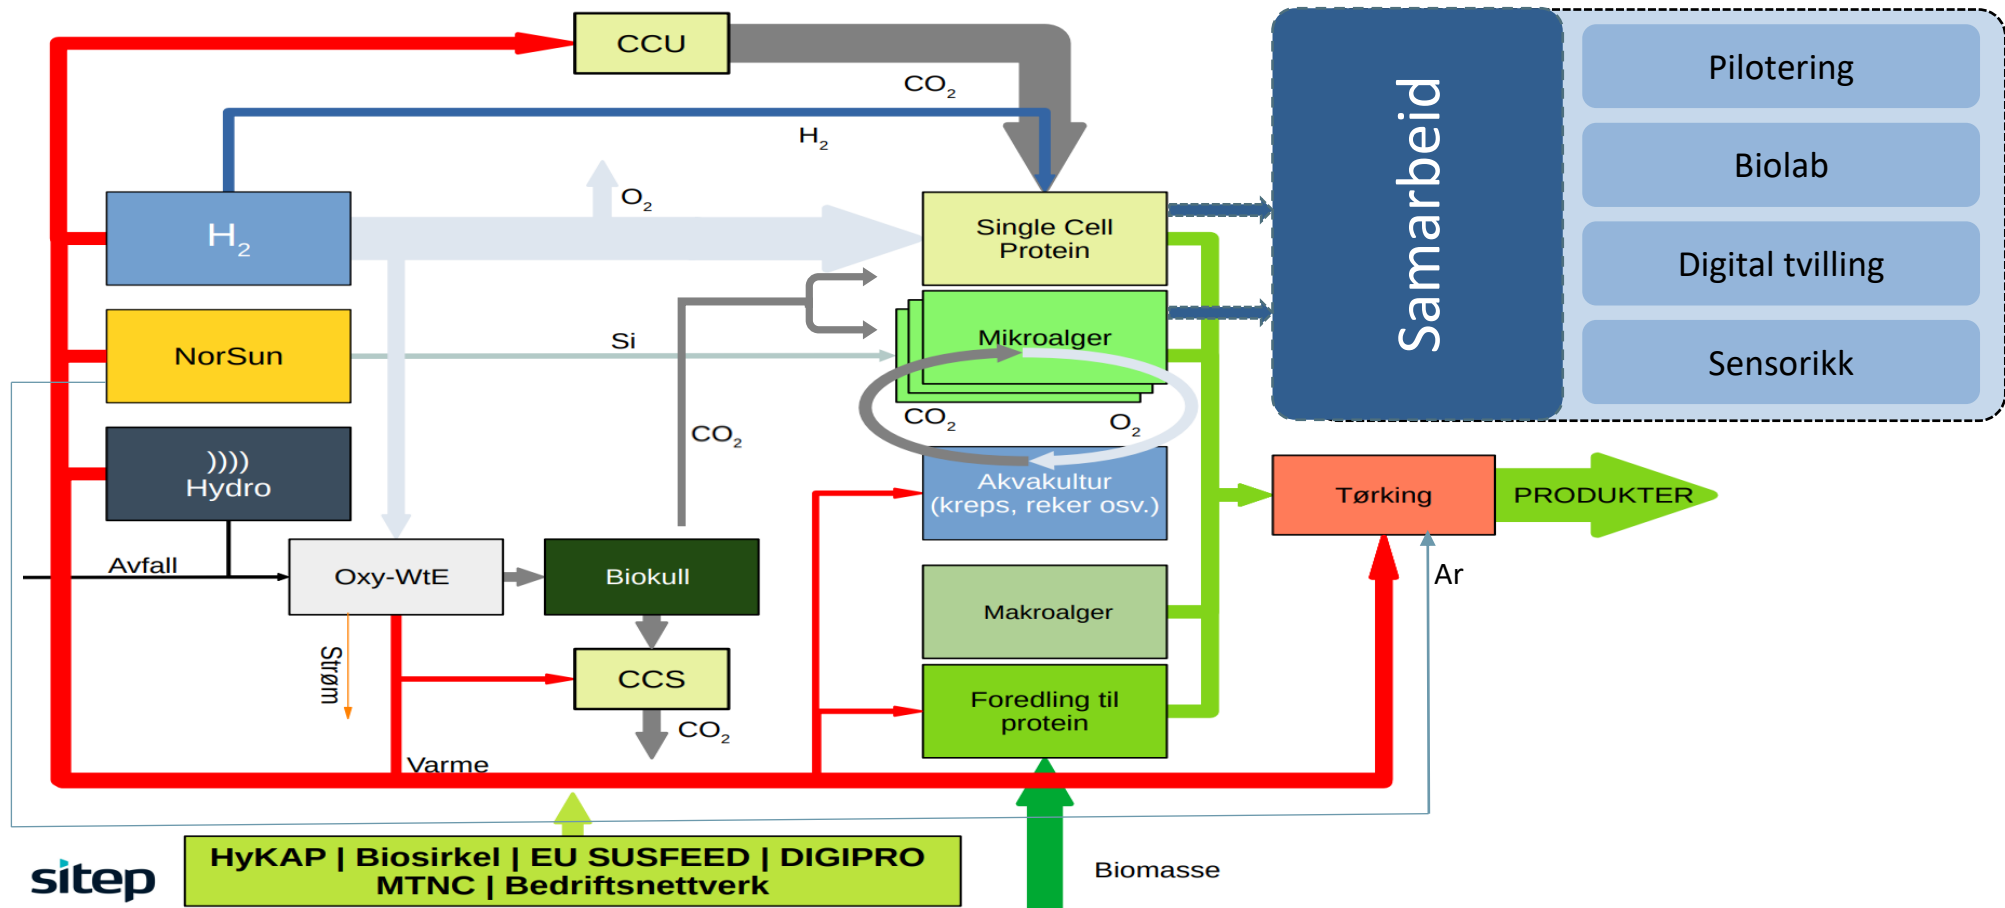 CCU
CO₂
H₂
O₂
H₂
Single Cell
Protein
Samarbeid
Pilotering
Biolab
Digital tvilling
Sensorikk
NorSun
Si
Mikroalger
CO₂
O₂
CO₂
))))
Hydro
Akvakultur
(kreps, reker osv.)
Tørking
PRODUKTER
Avfall
Oxy-WtE
Biokull
Ar
Makroalger
Strøm
CCS
Foredling til
protein
CO₂
Varme
HyKAP | Biosirkel | EU SUSFEED | DIGIPRO
MTNC | Bedriftsnettverk
Biomasse
sitep